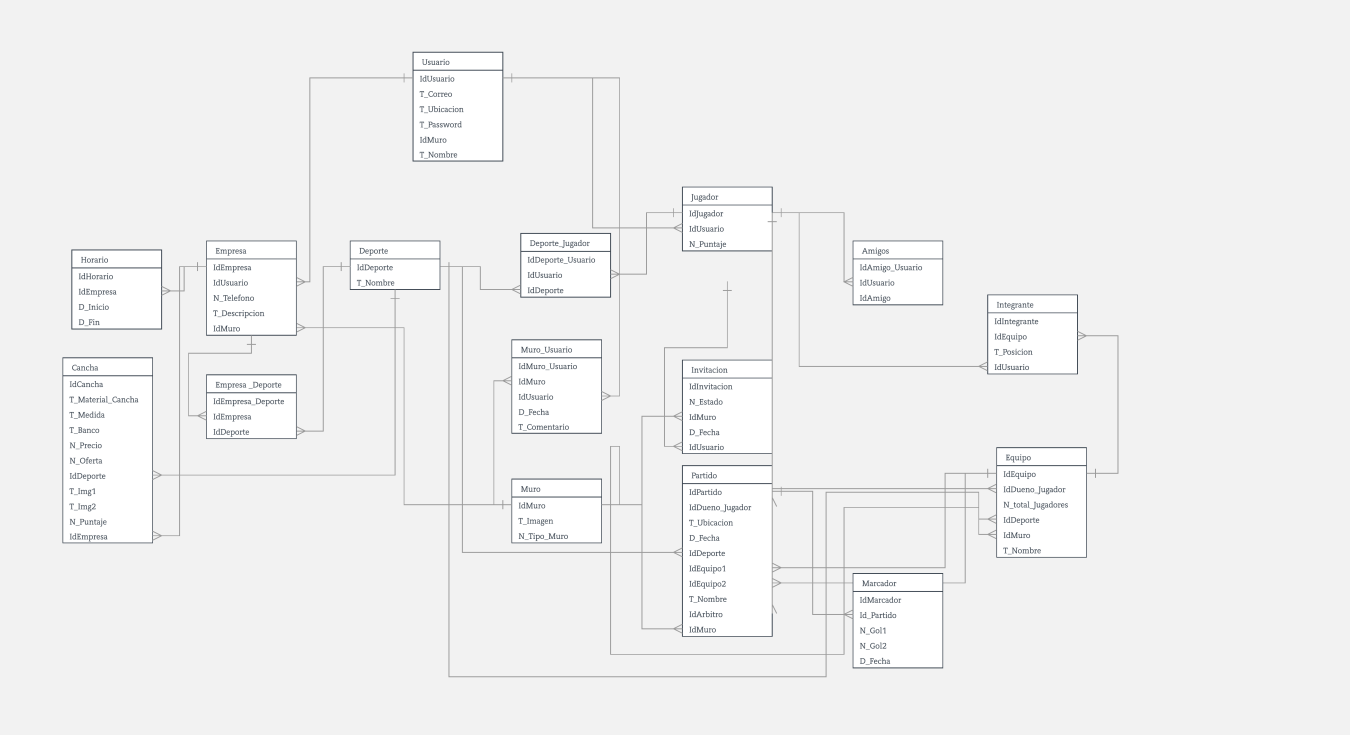 Usuario
IdUsuario
T_Correo
T_Ubicacion
T_Password
IdMuro
T_Nombre
Jugador
IdJugador
IdUsuario
N_Puntaje
Horario
IdHorario
IdEmpresa
D_Inicio
D_Fin
Empresa
IdEmpresa
IdUsuario
N_Telefono
T_Descripcion
IdMuro
Deporte
IdDeporte
T_Nombre
Deporte_Jugador
IdDeporte_Usuario
IdUsuario
IdDeporte
Amigos
IdAmigo_Usuario
IdUsuario
IdAmigo
Integrante
IdIntegrante
IdEquipo
T_Posicion
IdUsuario
Cancha
IdCancha
T_Material_Cancha
T_Medida
T_Banco
N_Precio
N_Oferta
IdDeporte
T_Img1
T_Img2
N_Puntaje
IdEmpresa
Empresa _Deporte
IdEmpresa_Deporte
IdEmpresa
IdDeporte
Muro_Usuario
IdMuro_Usuario
IdMuro
IdUsuario
D_Fecha
T_Comentario
Invitacion
IdInvitacion
N_Estado
IdMuro
D_Fecha
IdUsuario
Muro
IdMuro
T_Imagen
N_Tipo_Muro
Partido
IdPartido
IdDueno_Jugador
T_Ubicacion
D_Fecha
IdDeporte
IdEquipo1
IdEquipo2
T_Nombre
IdArbitro
IdMuro
Equipo
IdEquipo
IdDueno_Jugador
N_total_Jugadores
IdDeporte
IdMuro
T_Nombre
Marcador
IdMarcador
Id_Partido
N_Gol1
N_Gol2
D_Fecha